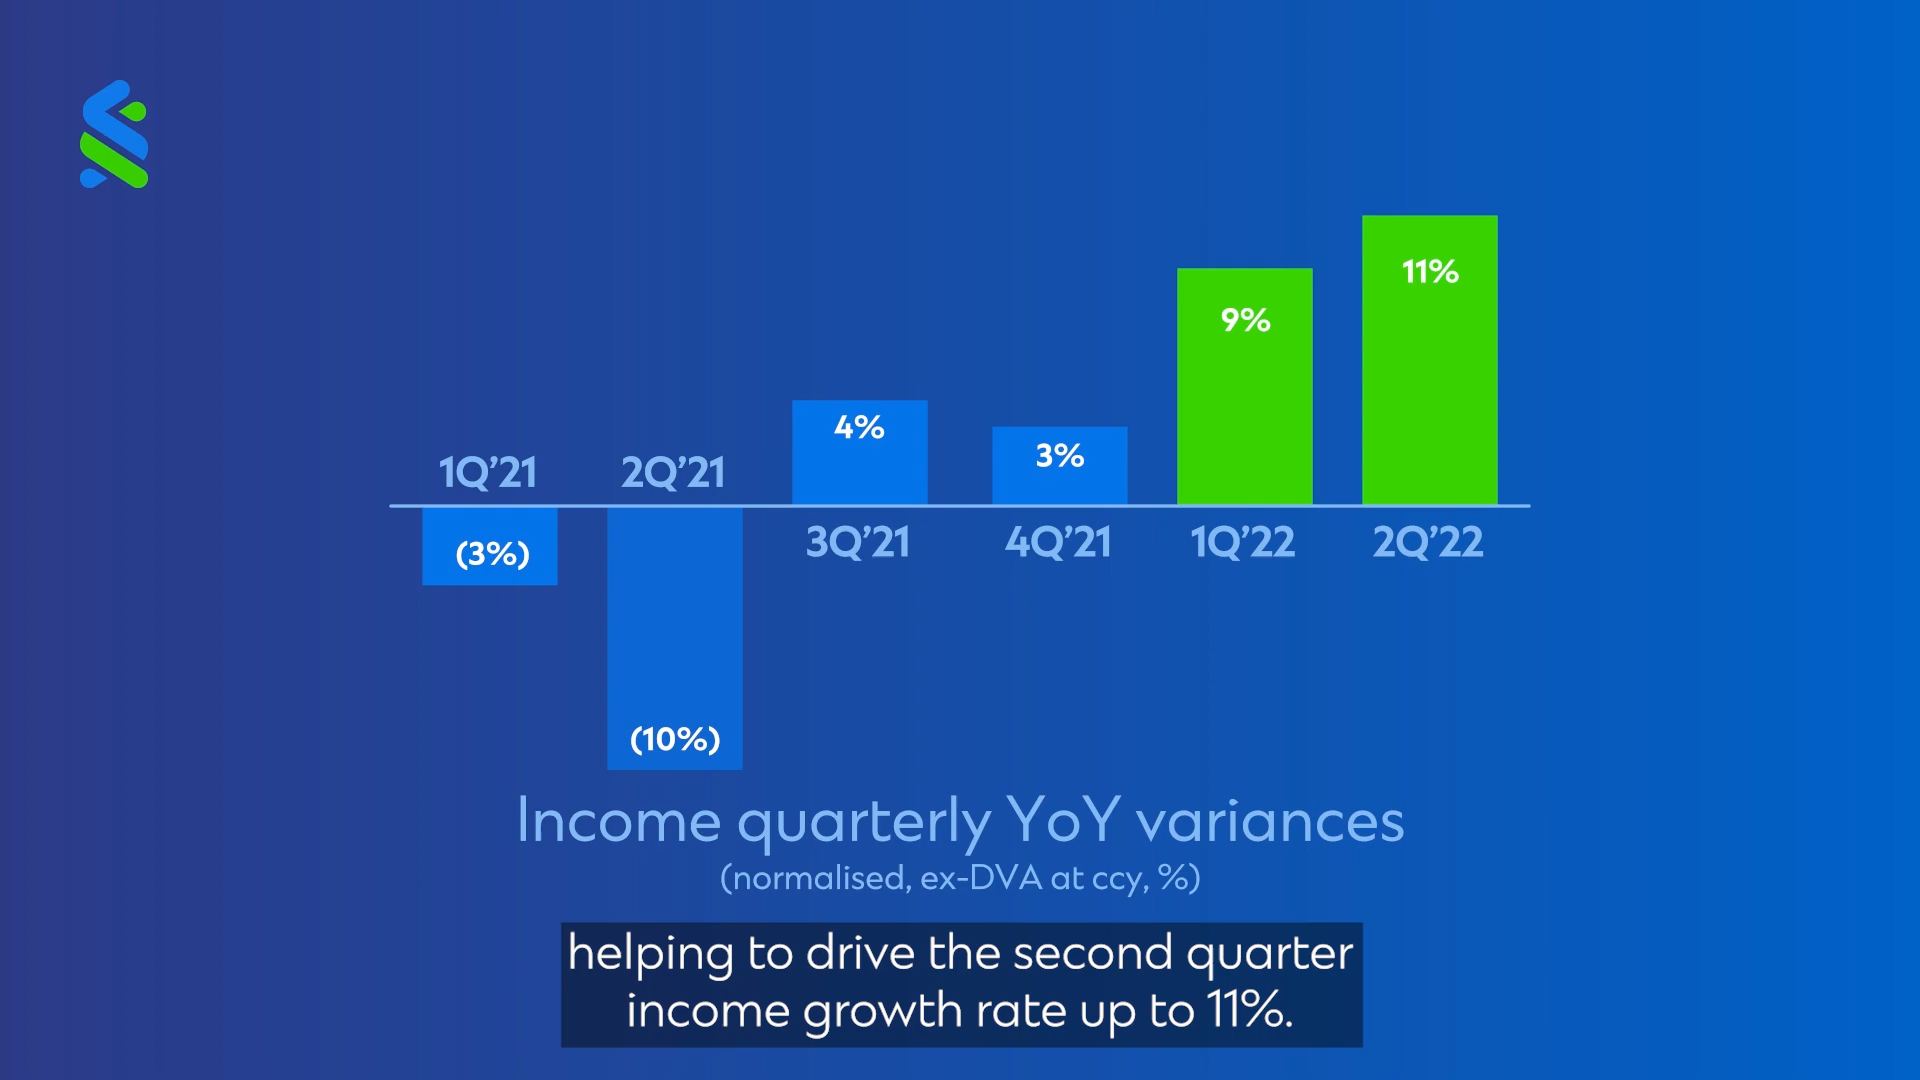 11%
9%
4%
3%
1Q’21 2Q’21
3Q’21 4Q’21 1Q’22 2Q’22
(3%)
(10%)
Income quarterly YoY variances
(normalised, ex-DVA at ccy, %)
helping to drive the second quarter
income growth rate up to 11%.